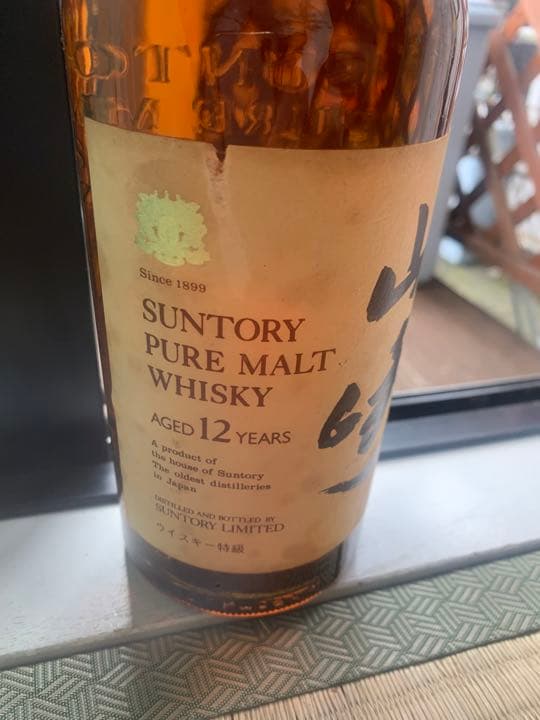 Since 1899
SUNTORY
PURE MALT
WHISKY
AGED 12 YEARS
A product of
the house of Suntory
The oldest distilleries
in Japan
DISTILLED AND BOTTLED BY
SUNTORY LIMITED
ウイスキー特級
山